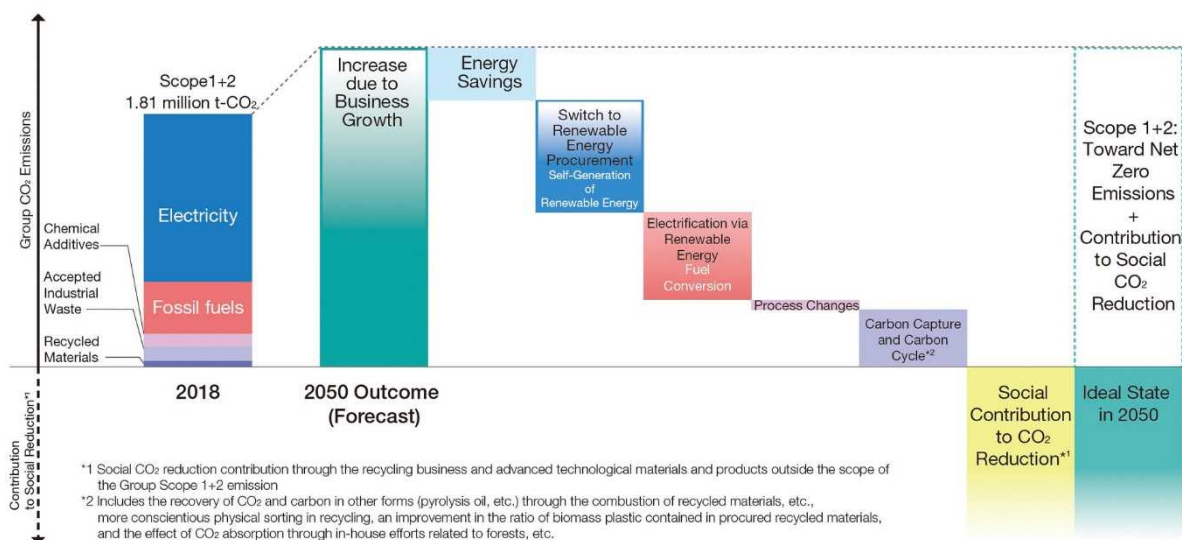 Group CO₂ Emissions
Contribution
to Social Reduction*¹
Scope1+2
1.81 million t-CO₂
Electricity
Fossil fuels
Chemical
Additives
Accepted
Industrial
Waste
Recycled
Materials
2018
Increase
due to
Business
Growth
2050 Outcome
(Forecast)
Energy
Savings
Switch to
Renewable
Energy
Procurement
Self-Generation
of
Renewable Energy
Electrification via
Renewable
Energy
Fuel
Conversion
Process Changes
Carbon Capture
and Carbon
Cycle*²
Social
Contribution
to CO₂
Reduction*¹
Scope 1+2:
Toward Net
Zero
Emissions
+
Contribution
to Social
CO₂
Reduction
Ideal State
in 2050
*1 Social CO₂ reduction contribution through the recycling business and advanced technological materials and products outside the scope of
the Group Scope 1+2 emission
*2 Includes the recovery of CO₂ and carbon in other forms (pyrolysis oil, etc.) through the combustion of recycled materials, etc.,
more conscientious physical sorting in recycling, an improvement in the ratio of biomass plastic contained in procured recycled materials,
and the effect of CO₂ absorption through in-house efforts related to forests, etc.